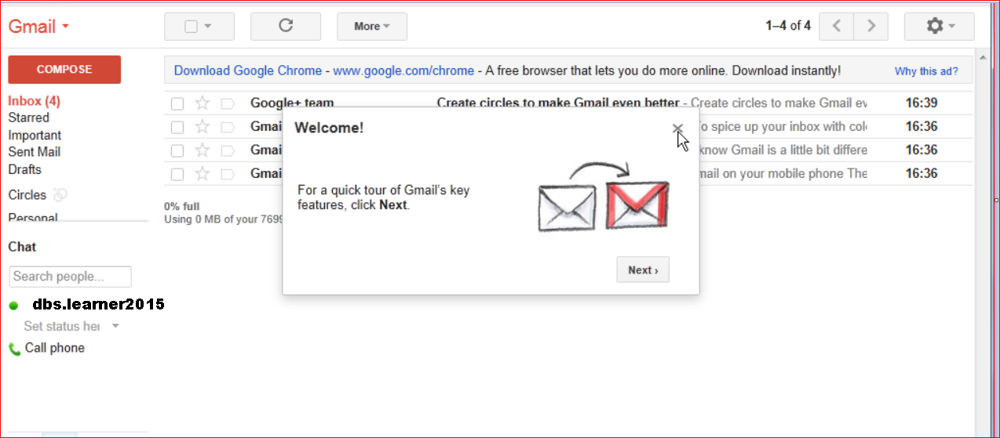 Gmail
More
1–4 of 4
COMPOSE
Download Google Chrome - www.google.com/chrome - A free browser that lets you do more online. Download instantly!
Why this ad?
Inbox (4)
Starred
Important
Sent Mail
Drafts
Circles
Personal
Google+ team Create circles to make Gmail even better - Create circles to make Gmail ev 16:39
Gmai o spice up your inbox with colo 16:36
Gmai know Gmail is a little bit differe 16:36
Gmai mail on your mobile phone The 16:36
0% full
Using 0 MB of your 7699
Welcome!
For a quick tour of Gmail's key
features, click Next.
Next ›
Chat
Search people...
dbs.learner2015
Set status her
Call phone